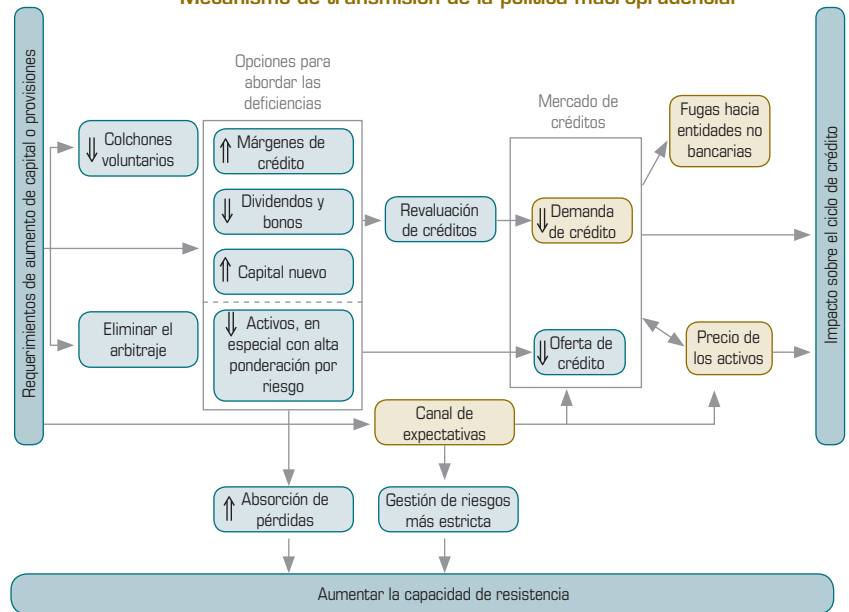 Mecanismo de transmisión de la política macroprudencial
Requerimientos de aumento de capital o provisiones
Opciones para
abordar las
deficiencias
⇓ Colchones
voluntarios
Eliminar el
arbitraje
⇑ Márgenes de
crédito
⇓ Dividendos y
bonos
⇑ Capital nuevo
⇓ Activos, en
especial con alta
ponderación por
riesgo
Revaluación
de créditos
Mercado de
créditos
⇓ Demanda
de crédito
⇓ Oferta de
crédito
Fugas hacia
entidades no
bancarias
Precio de
los activos
Canal de
expectativas
⇑ Absorción de
pérdidas
Gestión de riesgos
más estricta
Impacto sobre el ciclo de crédito
Aumentar la capacidad de resistencia